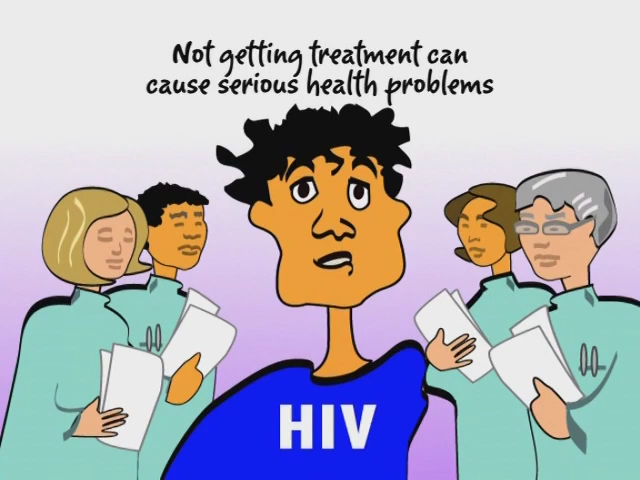 Not getting treatment can
cause serious health problems
HIV